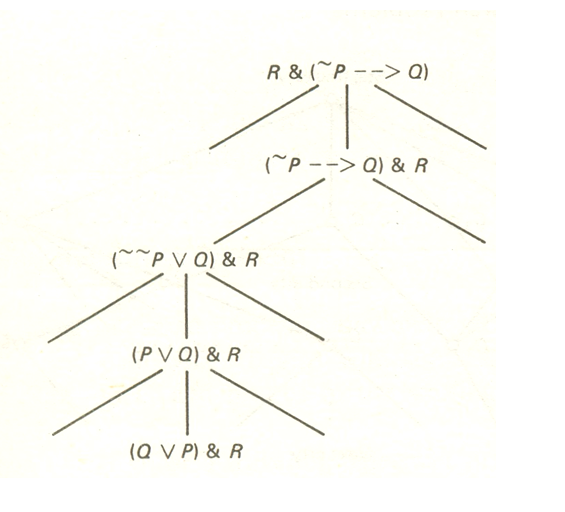 R & (~P --> Q)
(~P --> Q) & R
(~~P ∨ Q) & R
(P ∨ Q) & R
(Q ∨ P) & R